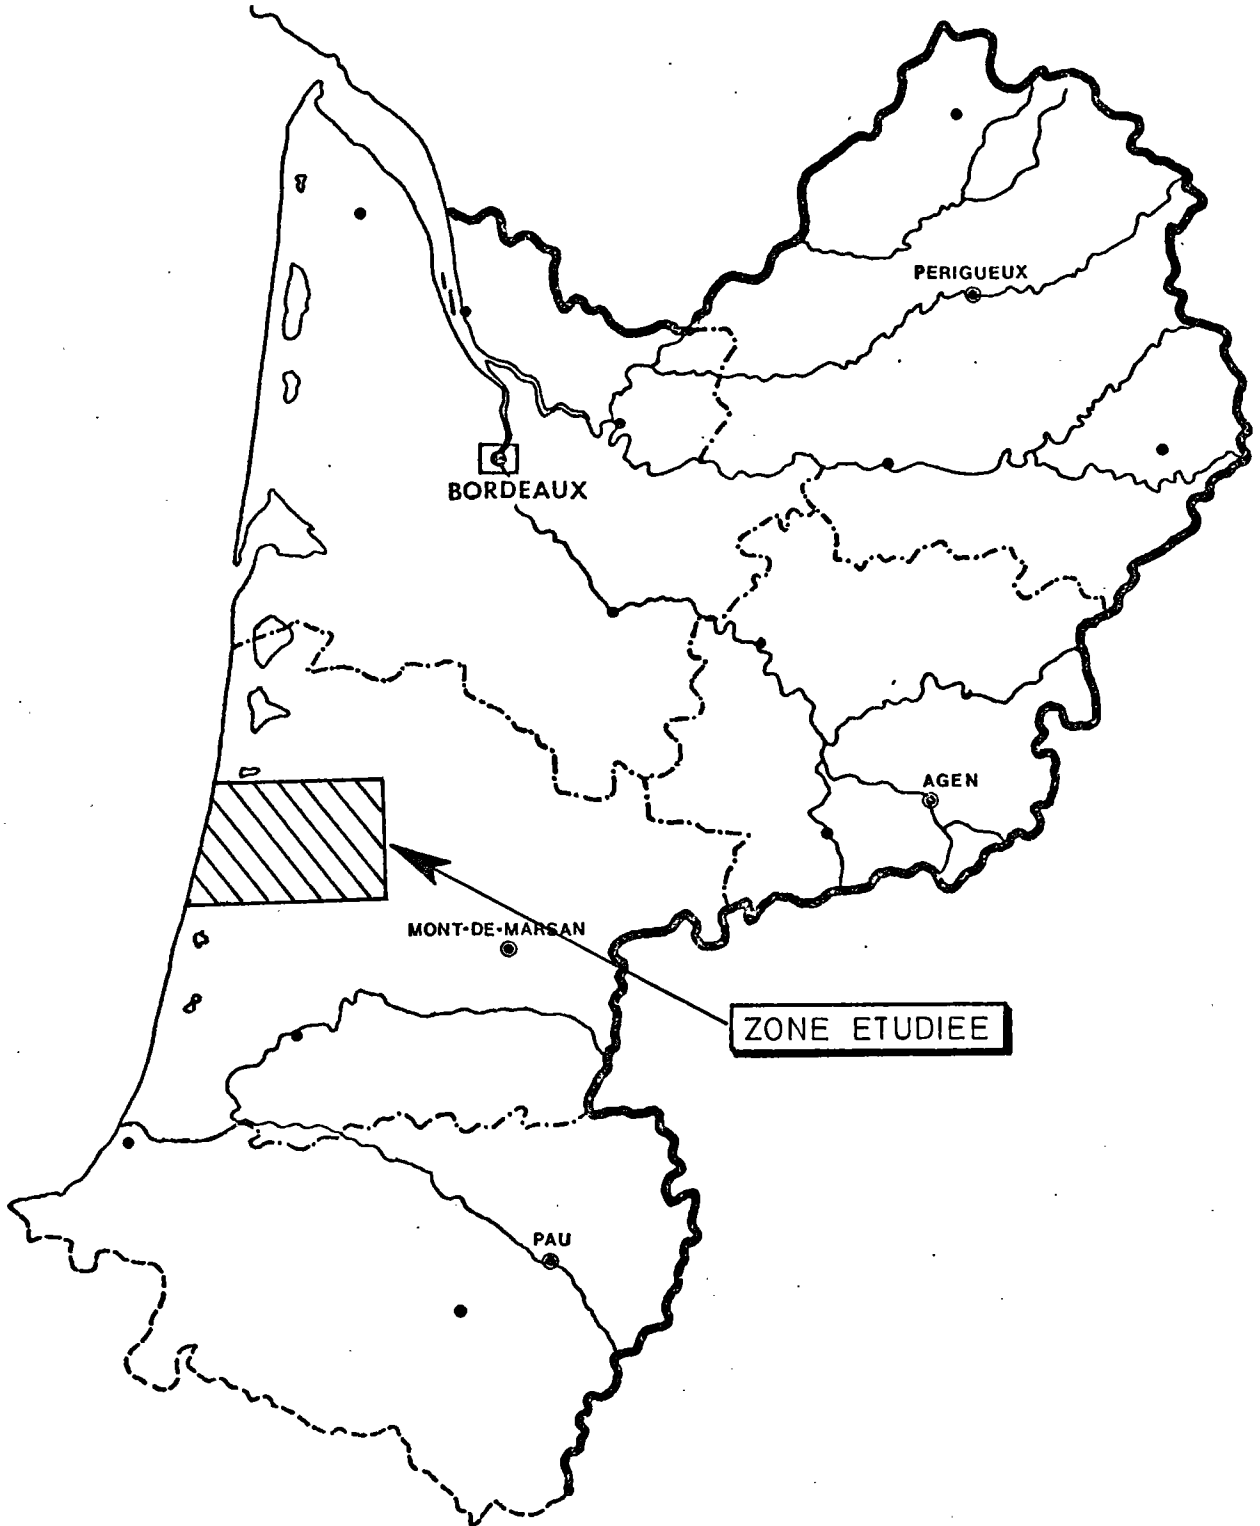 PERIGUEUX
BORDEAUX
AGEN
MONT-DE-MARSAN
ZONE ETUDIEE
PAU